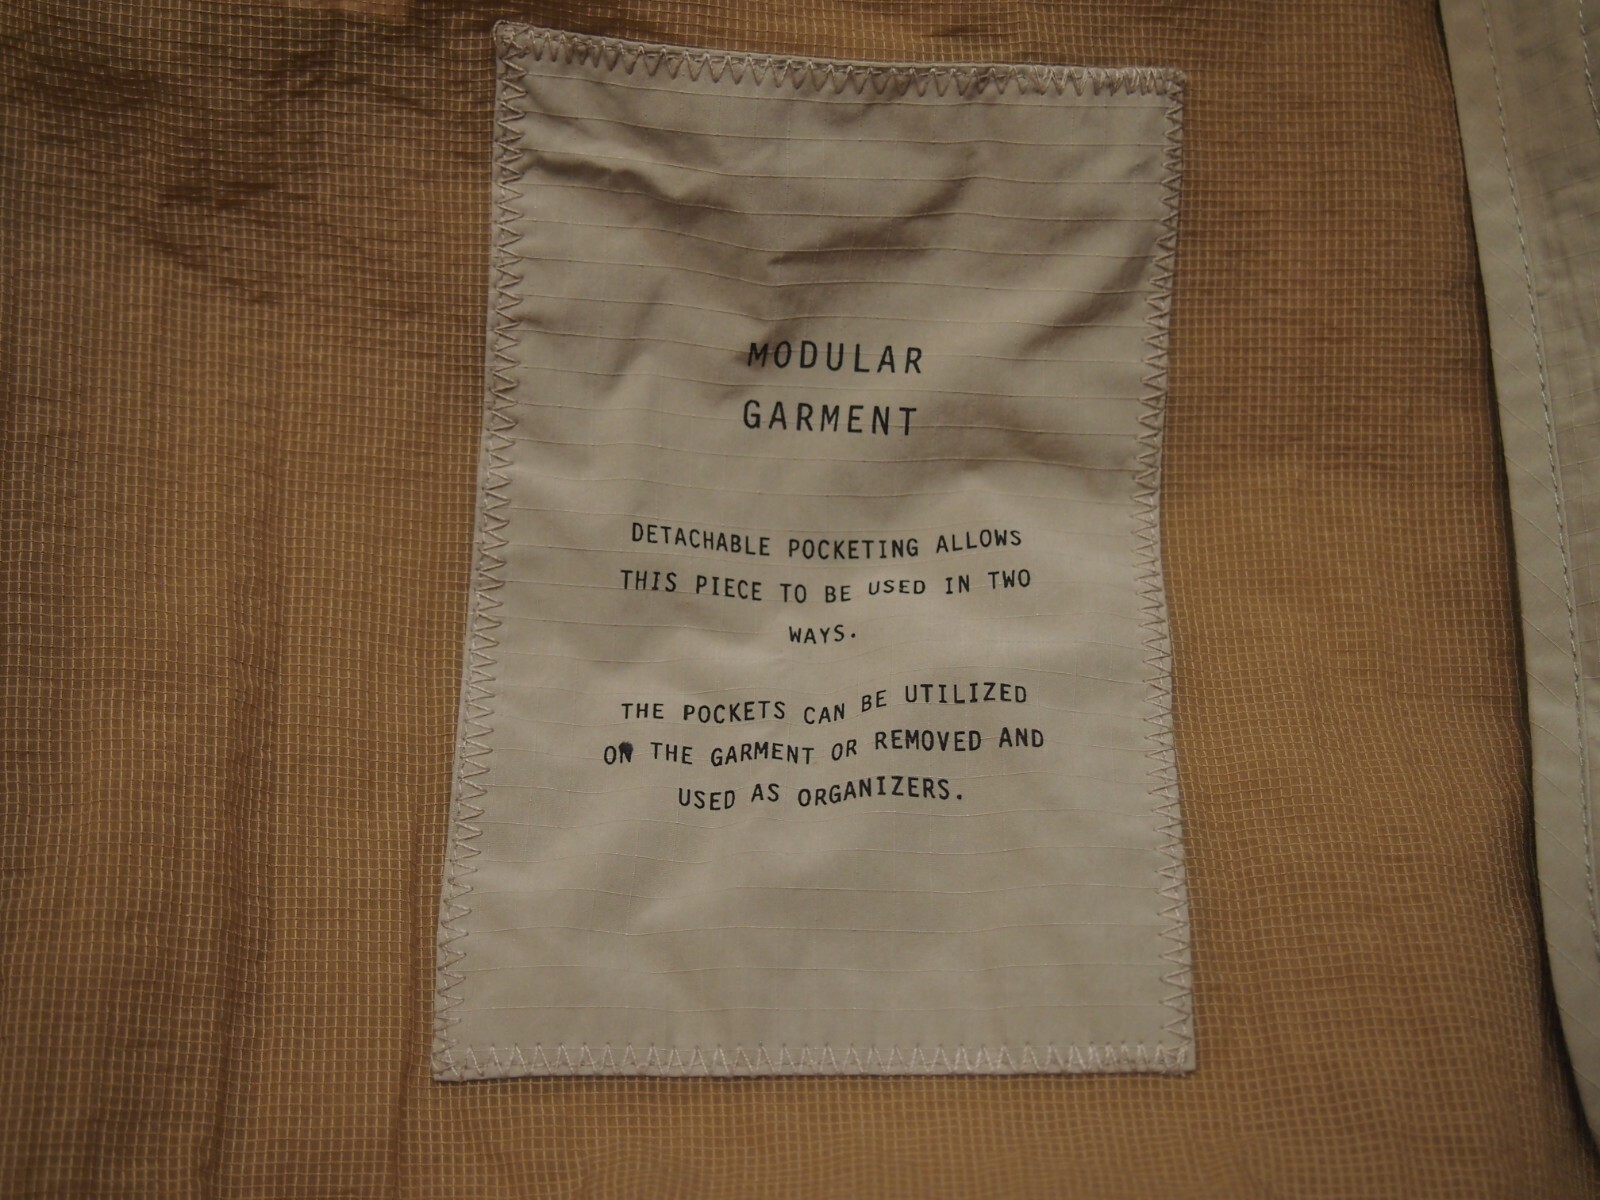 MODULAR
GARMENT
DETACHABLE POCKETING ALLOWS
THIS PIECE TO BE USED IN TWO
WAYS.
THE POCKETS CAN BE UTILIZED
ON THE GARMENT OR REMOVED AND
USED AS ORGANIZERS.